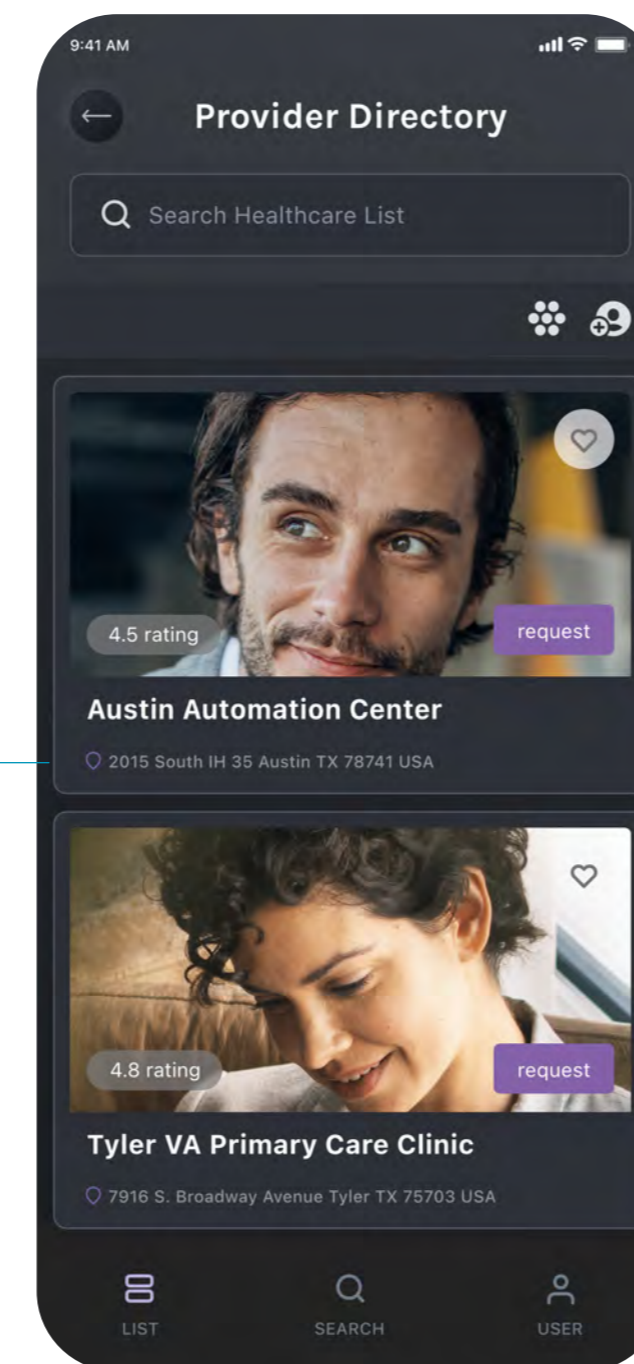 9:41 AM
Provider Directory
Search Healthcare List
4.5 rating
request
Austin Automation Center
2015 South IH 35 Austin TX 78741 USA
4.8 rating
request
Tyler VA Primary Care Clinic
7916 S. Broadway Avenue Tyler TX 75703 USA
LIST
SEARCH
USER